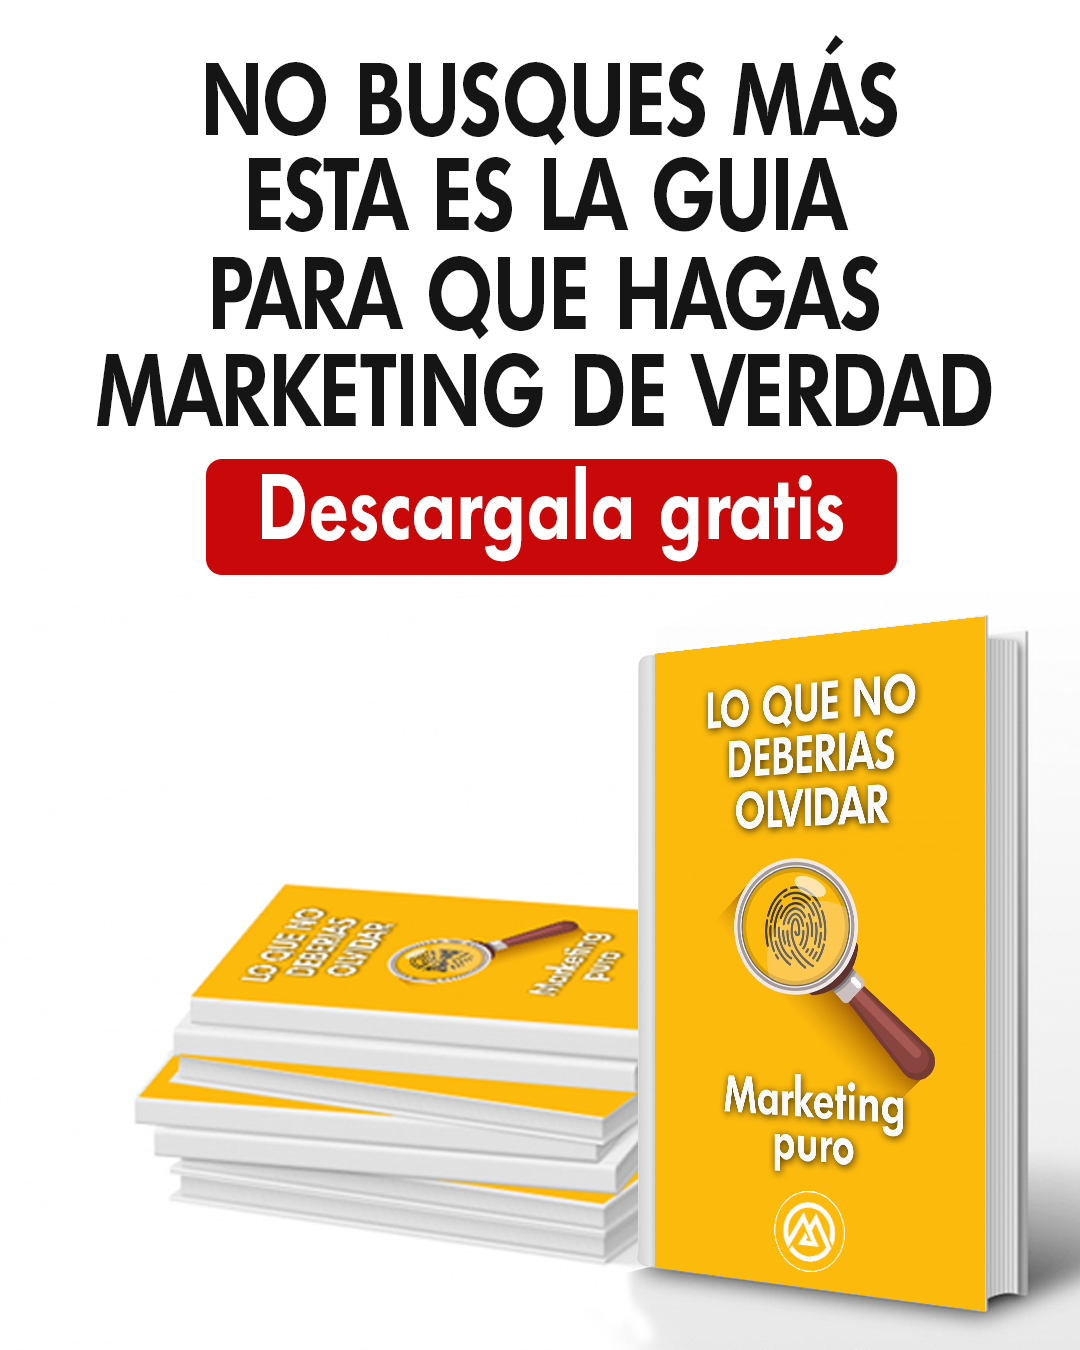 NO BUSQUES MÁS
ESTA ES LA GUIA
PARA QUE HAGAS
MARKETING DE VERDAD
Descargala gratis
LO QUE NO
DEBERIAS
OLVIDAR
Marketing
puro
LO QUE NO
DEBERIAS
OLVIDAR
Marketing
puro